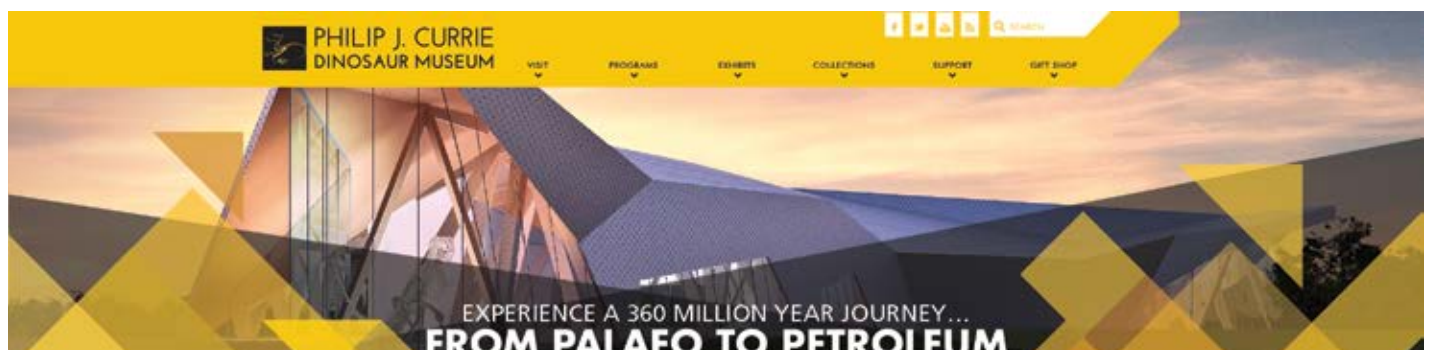 PHILIP J. CURRIE
DINOSAUR MUSEUM
SEARCH
VISIT PROGRAMS EXHIBITS COLLECTIONS SUPPORT GIFT SHOP
EXPERIENCE A 360 MILLION YEAR JOURNEY...
FROM PALAEO TO PETROLEUM